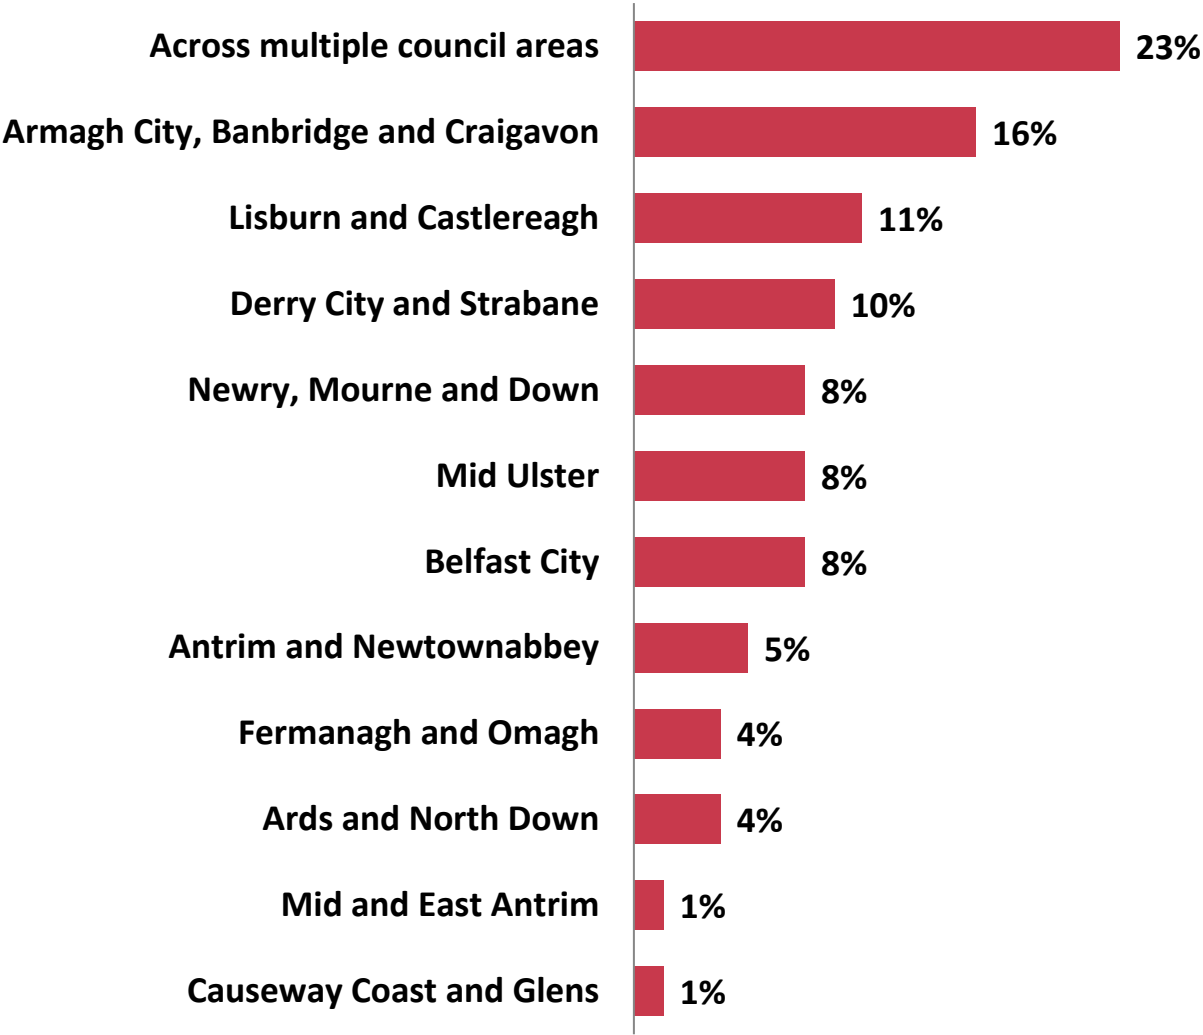 Across multiple council areas 23%
Armagh City, Banbridge and Craigavon 16%
Lisburn and Castlereagh 11%
Derry City and Strabane 10%
Newry, Mourne and Down 8%
Mid Ulster 8%
Belfast City 8%
Antrim and Newtownabbey 5%
Fermanagh and Omagh 4%
Ards and North Down 4%
Mid and East Antrim 1%
Causeway Coast and Glens 1%